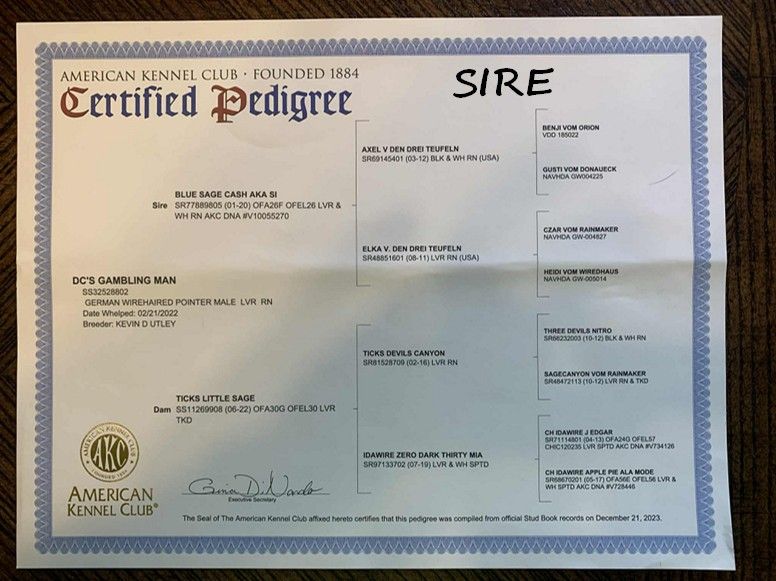 AMERICAN KENNEL CLUB · FOUNDED 1884
Certified Pedigree
SIRE
BENJI VOM ORION
VDD 185022
AXEL V DEN DREI TEUFELN
SR69145401 (03-12) BLK & WH RN (USA)
GUSTI VOM DONAUECK
NAVHDA GW004225
BLUE SAGE CASH AKA SI
Sire SR77889805 (01-20) OFA26F OFEL26 LVR &
WH RN AKC DNA #V10055270
CZAR VOM RAINMAKER
NAVHDA GW-004827
ELKA V. DEN DREI TEUFELN
SR48851601 (08-11) LVR RN (USA)
HEIDI VOM WIREDHAUS
NAVHDA GW-005014
DC'S GAMBLING MAN
SS32528802
GERMAN WIREHAIRED POINTER MALE LVR RN
Date Whelped: 02/21/2022
Breeder: KEVIN D UTLEY
THREE DEVILS NITRO
SR66232003 (10-12) BLK & WH RN
TICKS DEVILS CANYON
SR81528709 (02-16) LVR RN
SAGECANYON VOM RAINMAKER
SR48472113 (10-12) LVR RN & TKD
TICKS LITTLE SAGE
Dam SS11269908 (06-22) OFA30G OFEL30 LVR
TKD
CH IDAWIRE J EDGAR
SR71114801 (04-13) OFA24G OFEL57
CHIC120235 LVR SPTD AKC DNA #V734126
IDAWIRE ZERO DARK THIRTY MIA
SR97133702 (07-19) LVR & WH SPTD
CH IDAWIRE APPLE PIE ALA MODE
SR68670201 (05-17) OFA56E OFEL56 LVR &
WH SPTD AKC DNA #V728446
AMERICAN KENNEL CLUB
AKC
FOUNDED 1884
AMERICAN
KENNEL CLUB®
Gina DiNardo
Executive Secretary
The Seal of The American Kennel Club affixed hereto certifies that this pedigree was compiled from official Stud Book records on December 21, 2023.